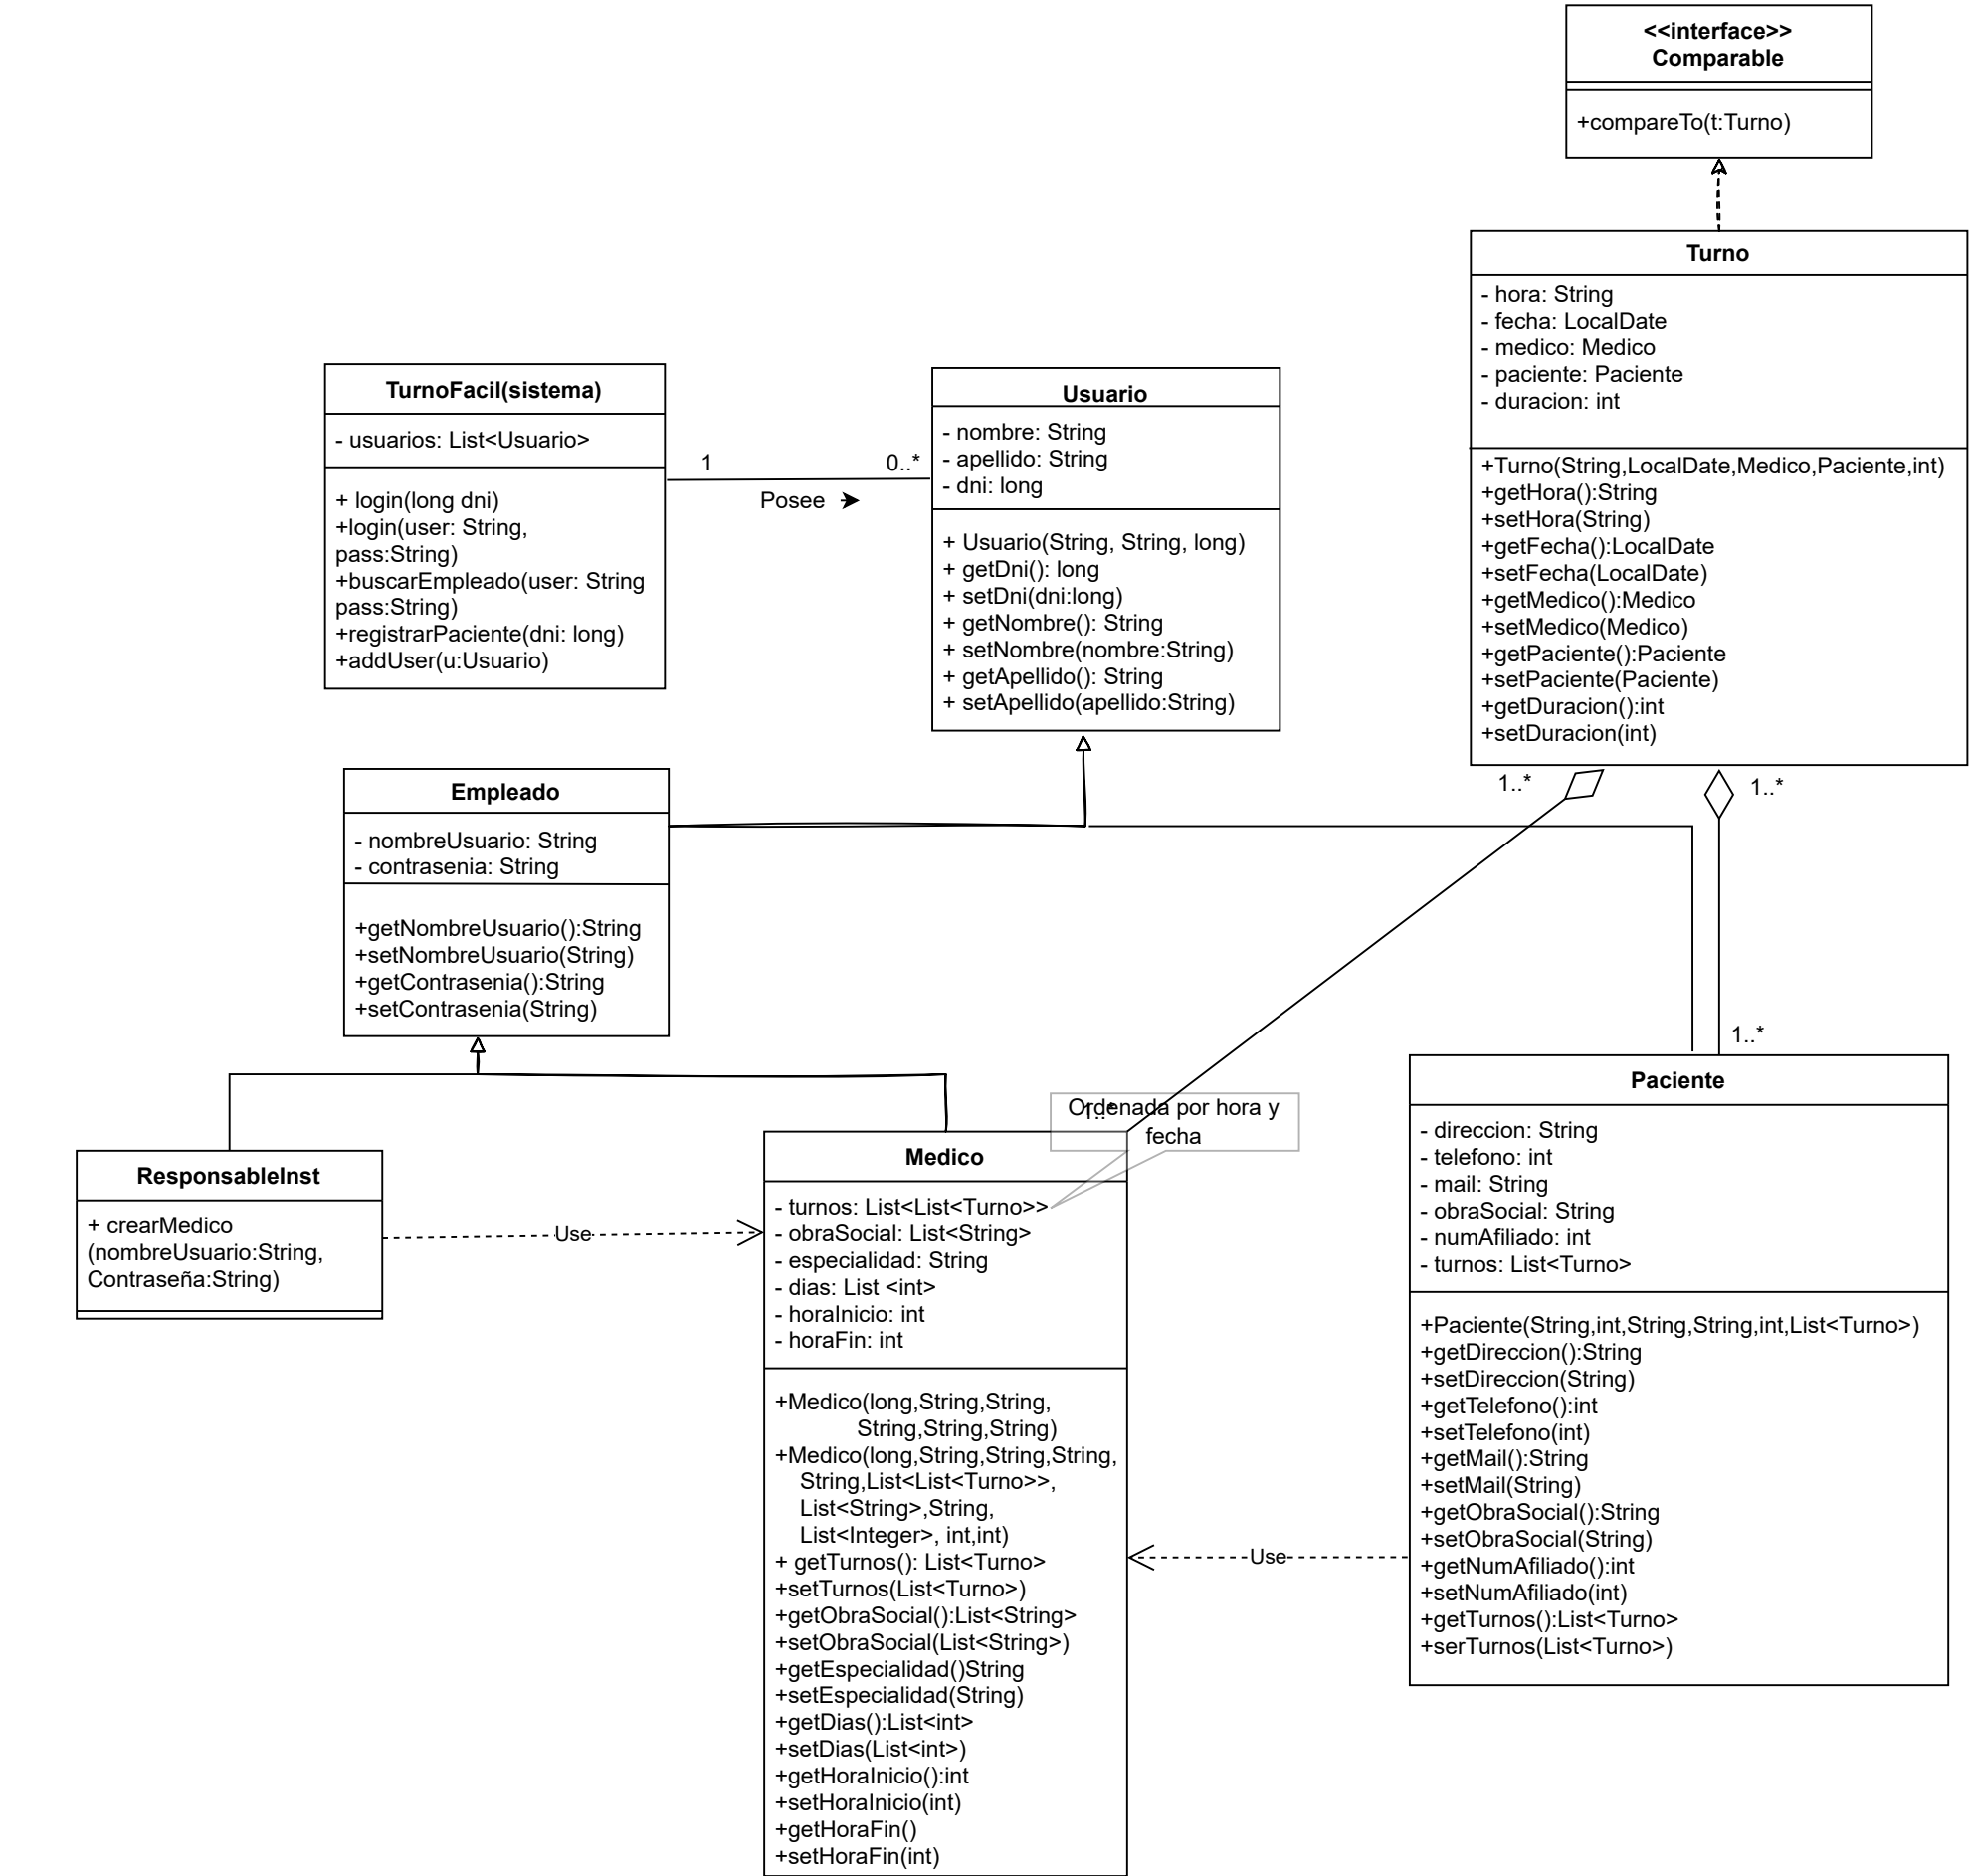 <<interface>>
Comparable
+compareTo(t:Turno)
Turno
- hora: String
- fecha: LocalDate
- medico: Medico
- paciente: Paciente
- duracion: int
+Turno(String,LocalDate,Medico,Paciente,int)
+getHora():String
+setHora(String)
+getFecha():LocalDate
+setFecha(LocalDate)
+getMedico():Medico
+setMedico(Medico)
+getPaciente():Paciente
+setPaciente(Paciente)
+getDuracion():int
+setDuracion(int)
TurnoFacil(sistema)
- usuarios: List<Usuario>
+ login(long dni)
+login(user: String,
pass:String)
+buscarEmpleado(user: String
pass:String)
+registrarPaciente(dni: long)
+addUser(u:Usuario)
1
0..*
Posee
Usuario
- nombre: String
- apellido: String
- dni: long
+ Usuario(String, String, long)
+ getDni(): long
+ setDni(dni:long)
+ getNombre(): String
+ setNombre(nombre:String)
+ getApellido(): String
+ setApellido(apellido:String)
Empleado
- nombreUsuario: String
- contrasenia: String
+getNombreUsuario():String
+setNombreUsuario(String)
+getContrasenia():String
+setContrasenia(String)
1..*
1..*
1..*
1..*
Ordenada por hora y
fecha
ResponsableInst
+ crearMedico
(nombreUsuario:String,
Contraseña:String)
Use
Medico
- turnos: List<List<Turno>>
- obraSocial: List<String>
- especialidad: String
- dias: List <int>
- horaInicio: int
- horaFin: int
+Medico(long,String,String,
String,String,String)
+Medico(long,String,String,String,
String,List<List<Turno>>,
List<String>,String,
List<Integer>, int,int)
+ getTurnos(): List<Turno>
+setTurnos(List<Turno>)
+getObraSocial():List<String>
+setObraSocial(List<String>)
+getEspecialidad()String
+setEspecialidad(String)
+getDias():List<int>
+setDias(List<int>)
+getHoraInicio():int
+setHoraInicio(int)
+getHoraFin()
+setHoraFin(int)
Use
Paciente
- direccion: String
- telefono: int
- mail: String
- obraSocial: String
- numAfiliado: int
- turnos: List<Turno>
+Paciente(String,int,String,String,int,List<Turno>)
+getDireccion():String
+setDireccion(String)
+getTelefono():int
+setTelefono(int)
+getMail():String
+setMail(String)
+getObraSocial():String
+setObraSocial(String)
+getNumAfiliado():int
+setNumAfiliado(int)
+getTurnos():List<Turno>
+serTurnos(List<Turno>)